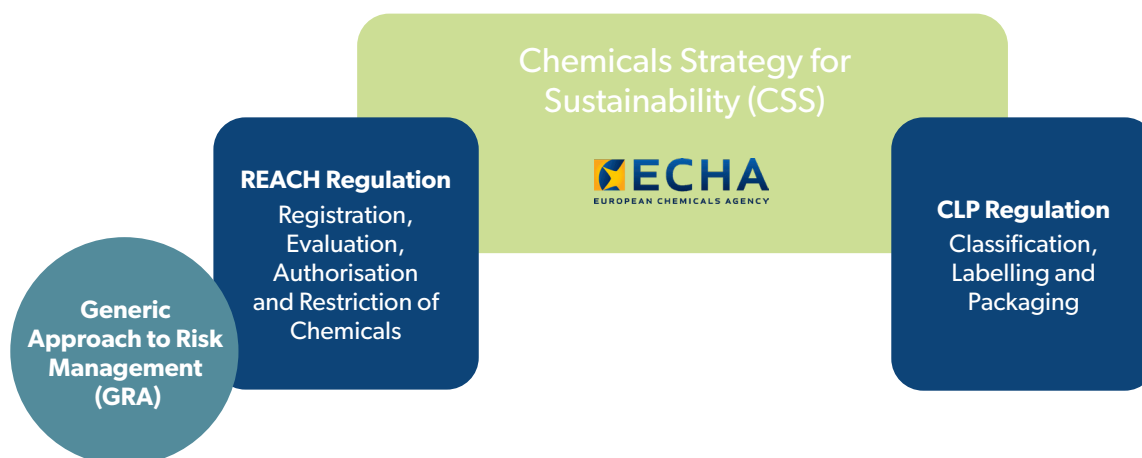 Chemicals Strategy for
Sustainability (CSS)
ECHA
EUROPEAN CHEMICALS AGENCY
REACH Regulation
Registration,
Evaluation,
Authorisation
and Restriction of
Chemicals
CLP Regulation
Classification,
Labelling and
Packaging
Generic
Approach to Risk
Management
(GRA)